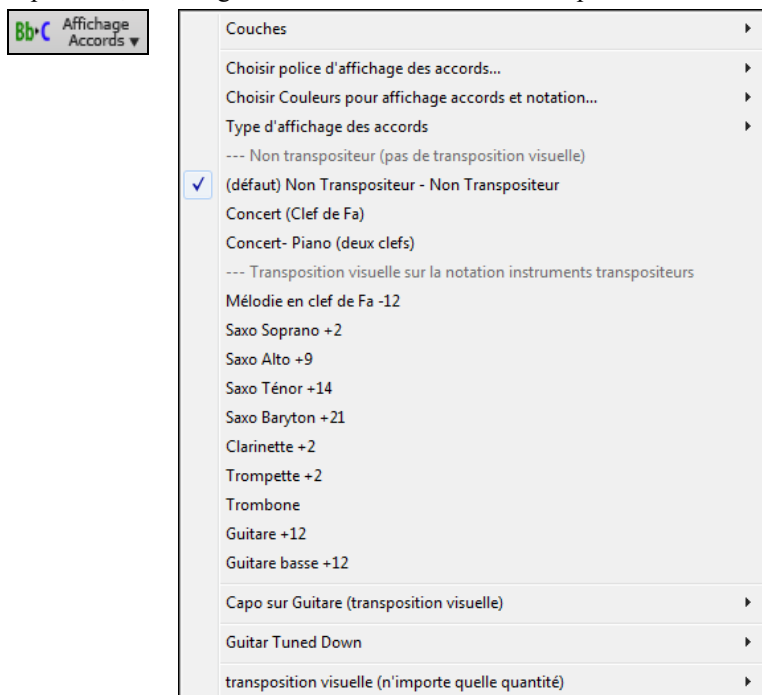 Bb▸C Affichage
Accords ▾
Couches
Choisir police d'affichage des accords...
Choisir Couleurs pour affichage accords et notation...
Type d'affichage des accords
--- Non transpositeur (pas de transposition visuelle)
(défaut) Non Transpositeur - Non Transpositeur
Concert (Clef de Fa)
Concert- Piano (deux clefs)
--- Transposition visuelle sur la notation instruments transpositeurs
Mélodie en clef de Fa -12
Saxo Soprano +2
Saxo Alto +9
Saxo Ténor +14
Saxo Baryton +21
Clarinette +2
Trompette +2
Trombone
Guitare +12
Guitare basse +12
Capo sur Guitare (transposition visuelle)
Guitar Tuned Down
transposition visuelle (n'importe quelle quantité)